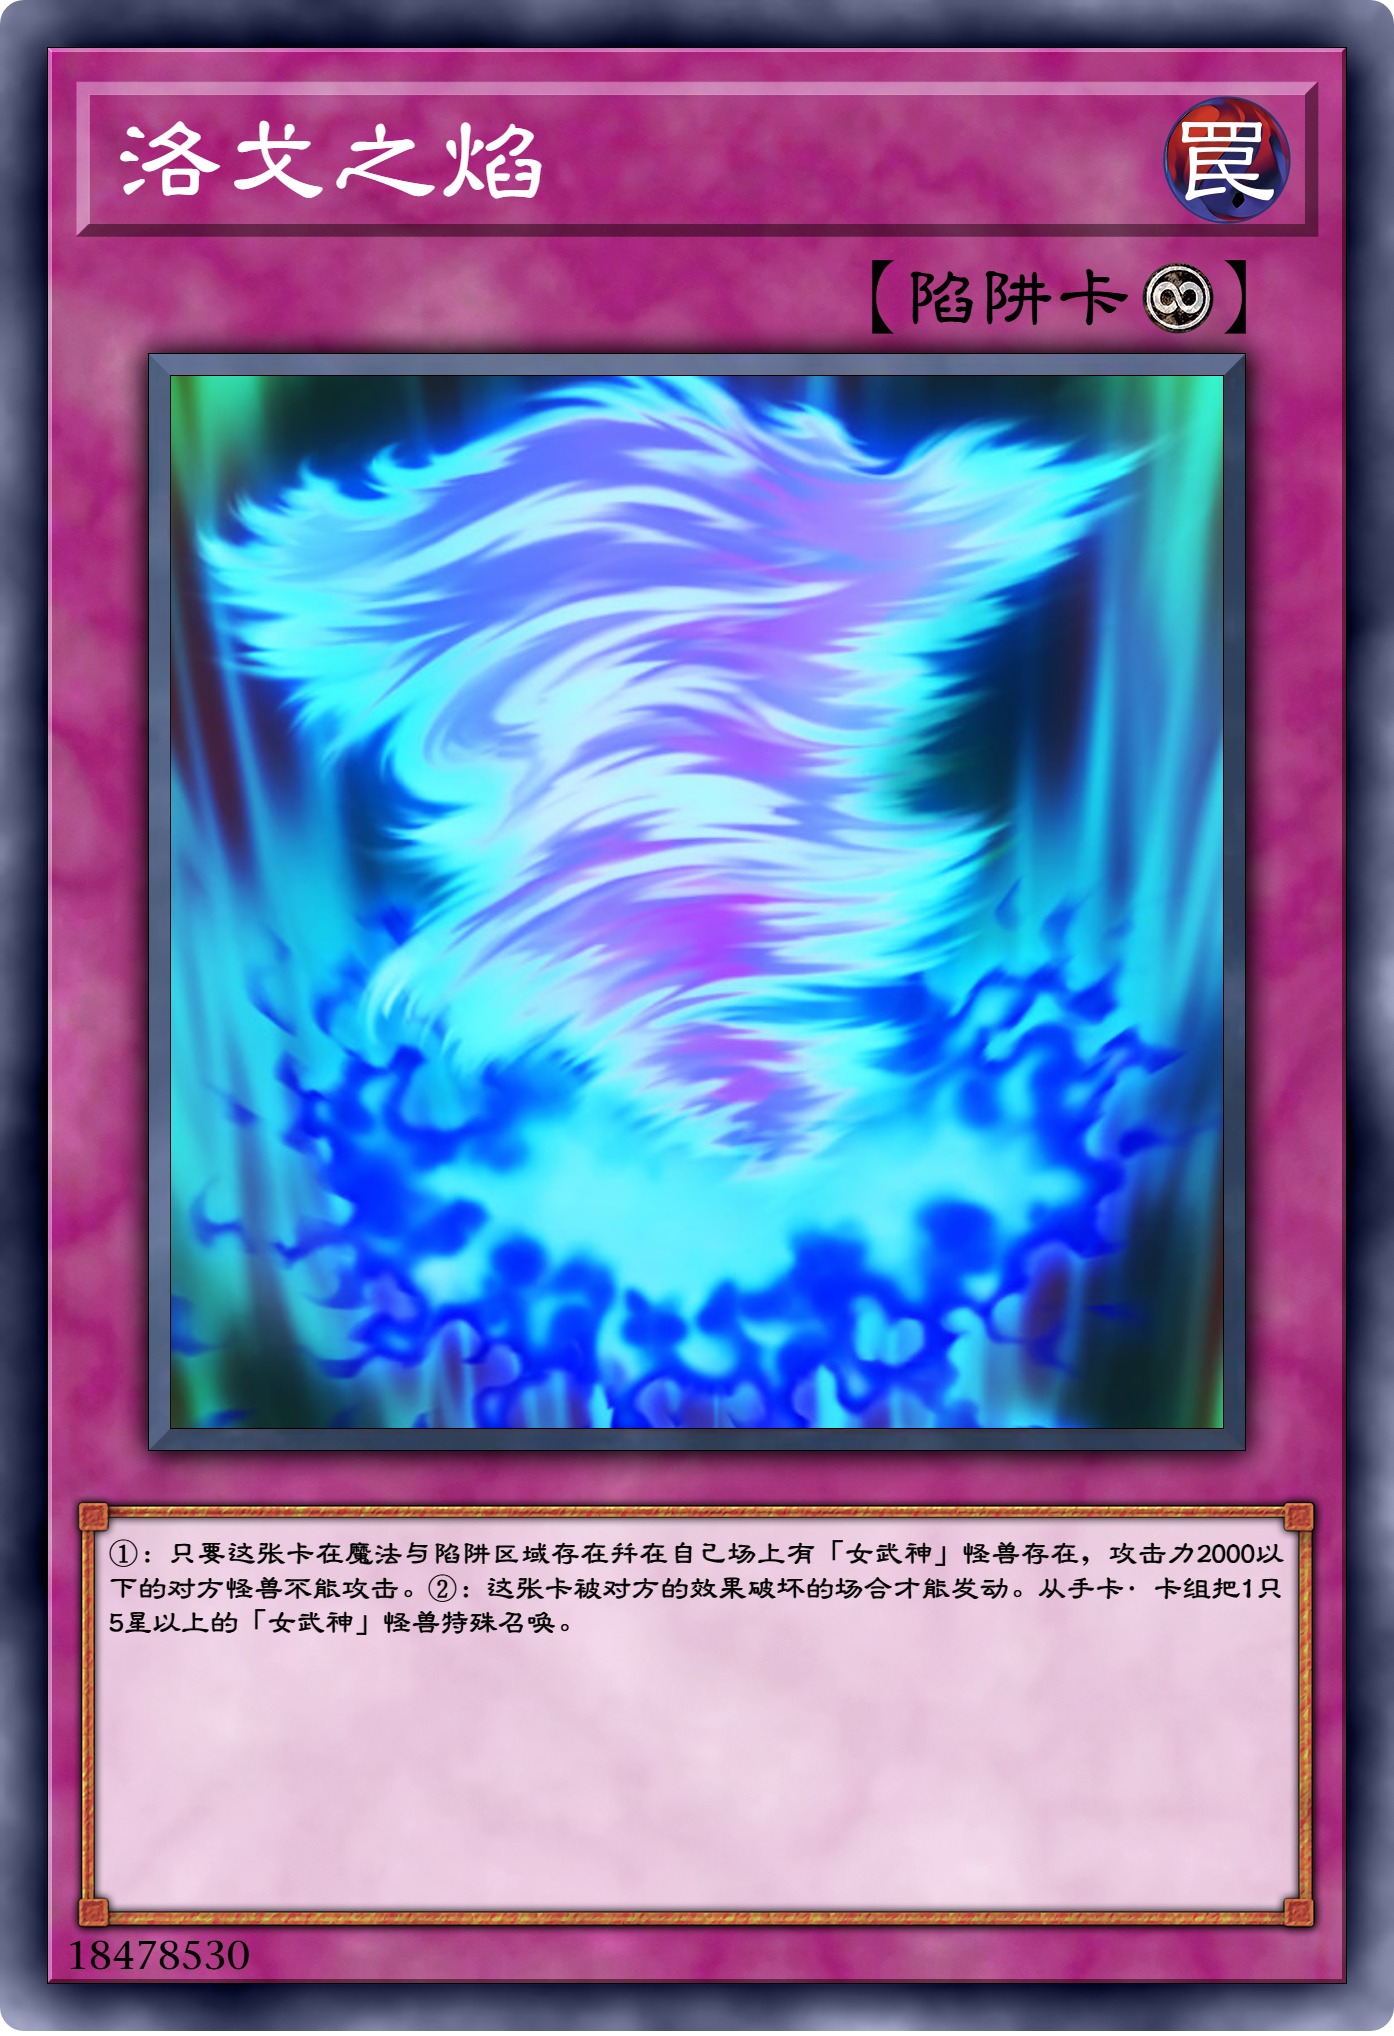 洛戈之焰
罠
【陷阱卡♾】
①：只要这张卡在魔法与陷阱区域存在并在自己场上有「女武神」怪兽存在，攻击力2000以
下的对方怪兽不能攻击。②：这张卡被对方的效果破坏的场合才能发动。从手卡·卡组把1只
5星以上的「女武神」怪兽特殊召唤。
18478530